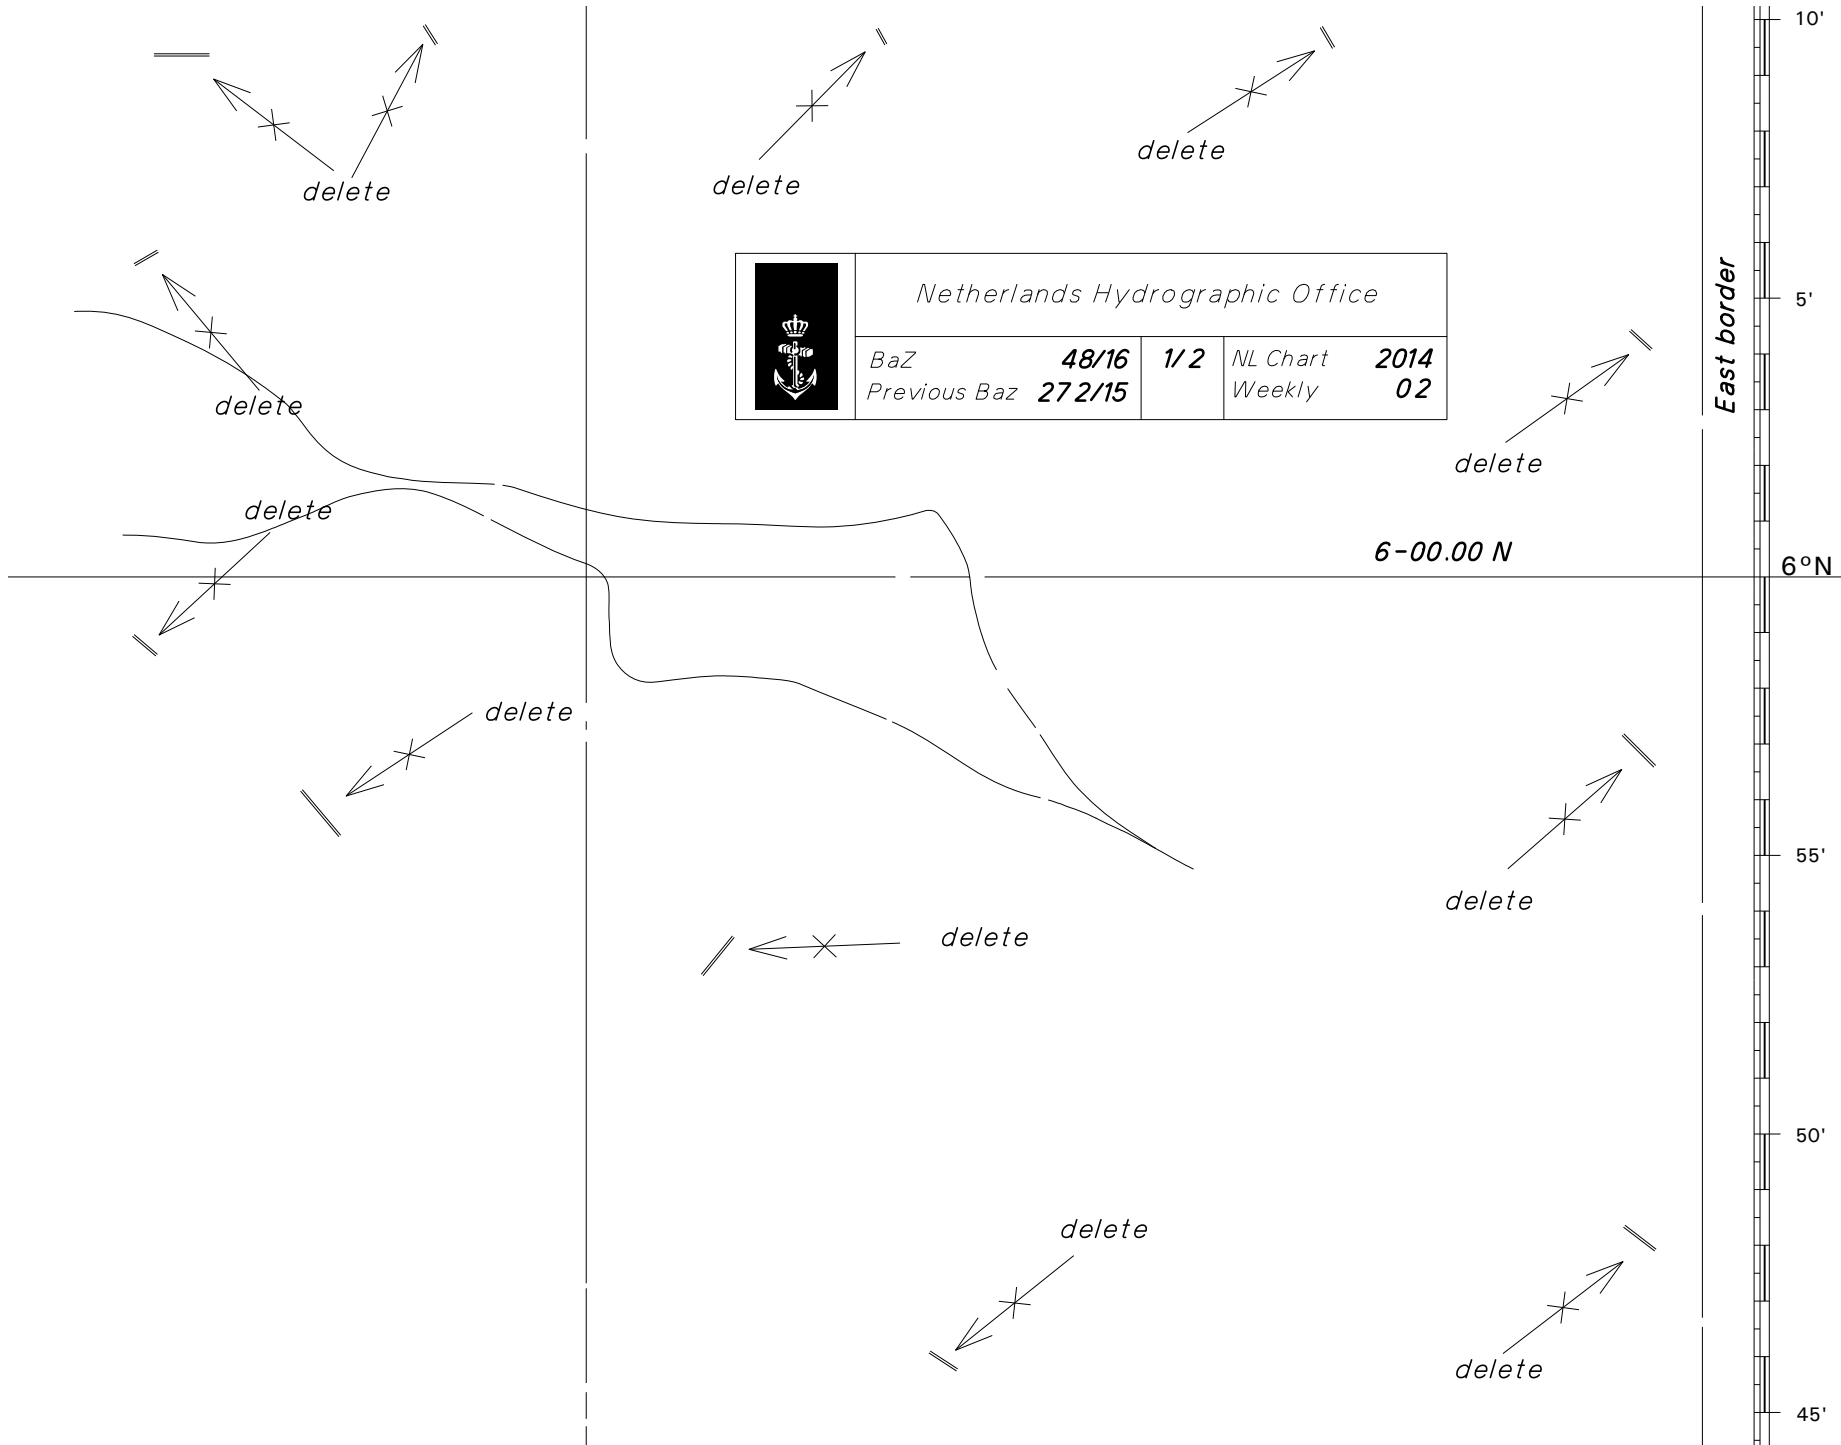 10'
delete
delete
delete
Netherlands Hydrographic Office
East border
5'
BaZ 48/16 1/2 NL Chart 2014
Previous Baz 272/15 Weekly 02
delete
delete
delete
6-00.00 N
6°N
delete
55'
delete
delete
50'
delete
delete
45'